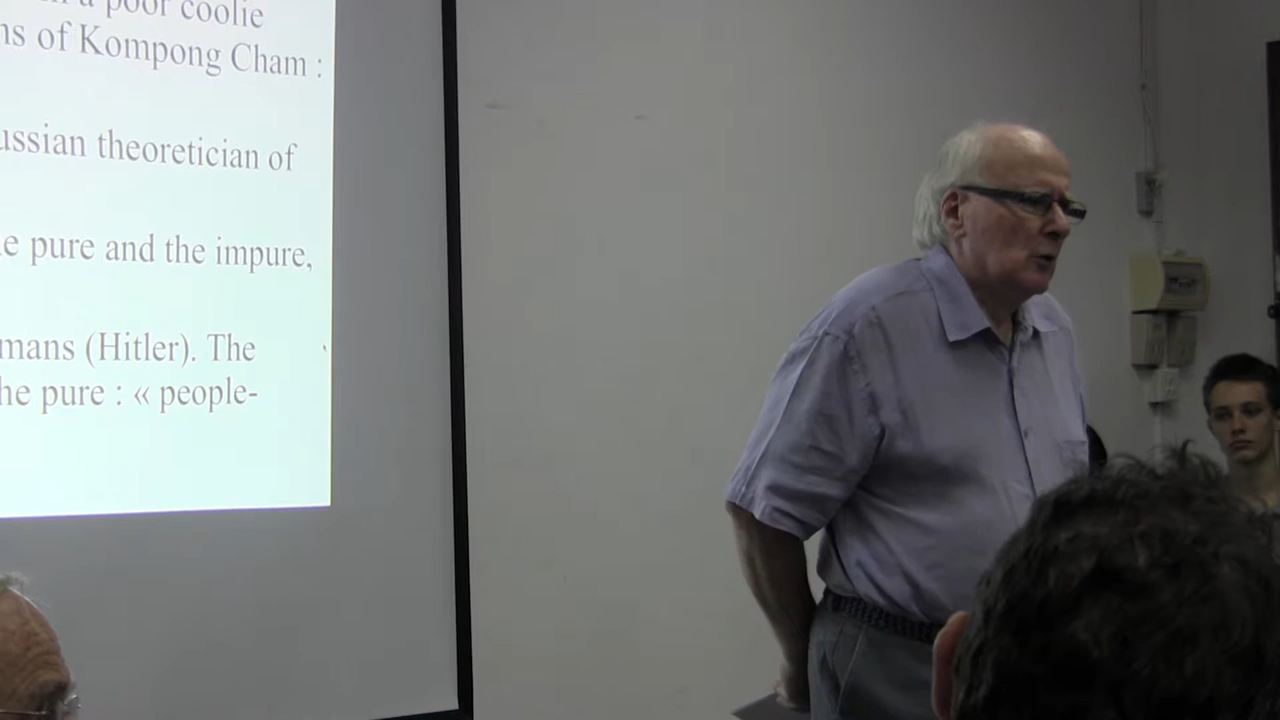 a poor coolie
ns of Kompong Cham :
ussian theoretician of
e pure and the impure,
mans (Hitler). The
he pure : « people-